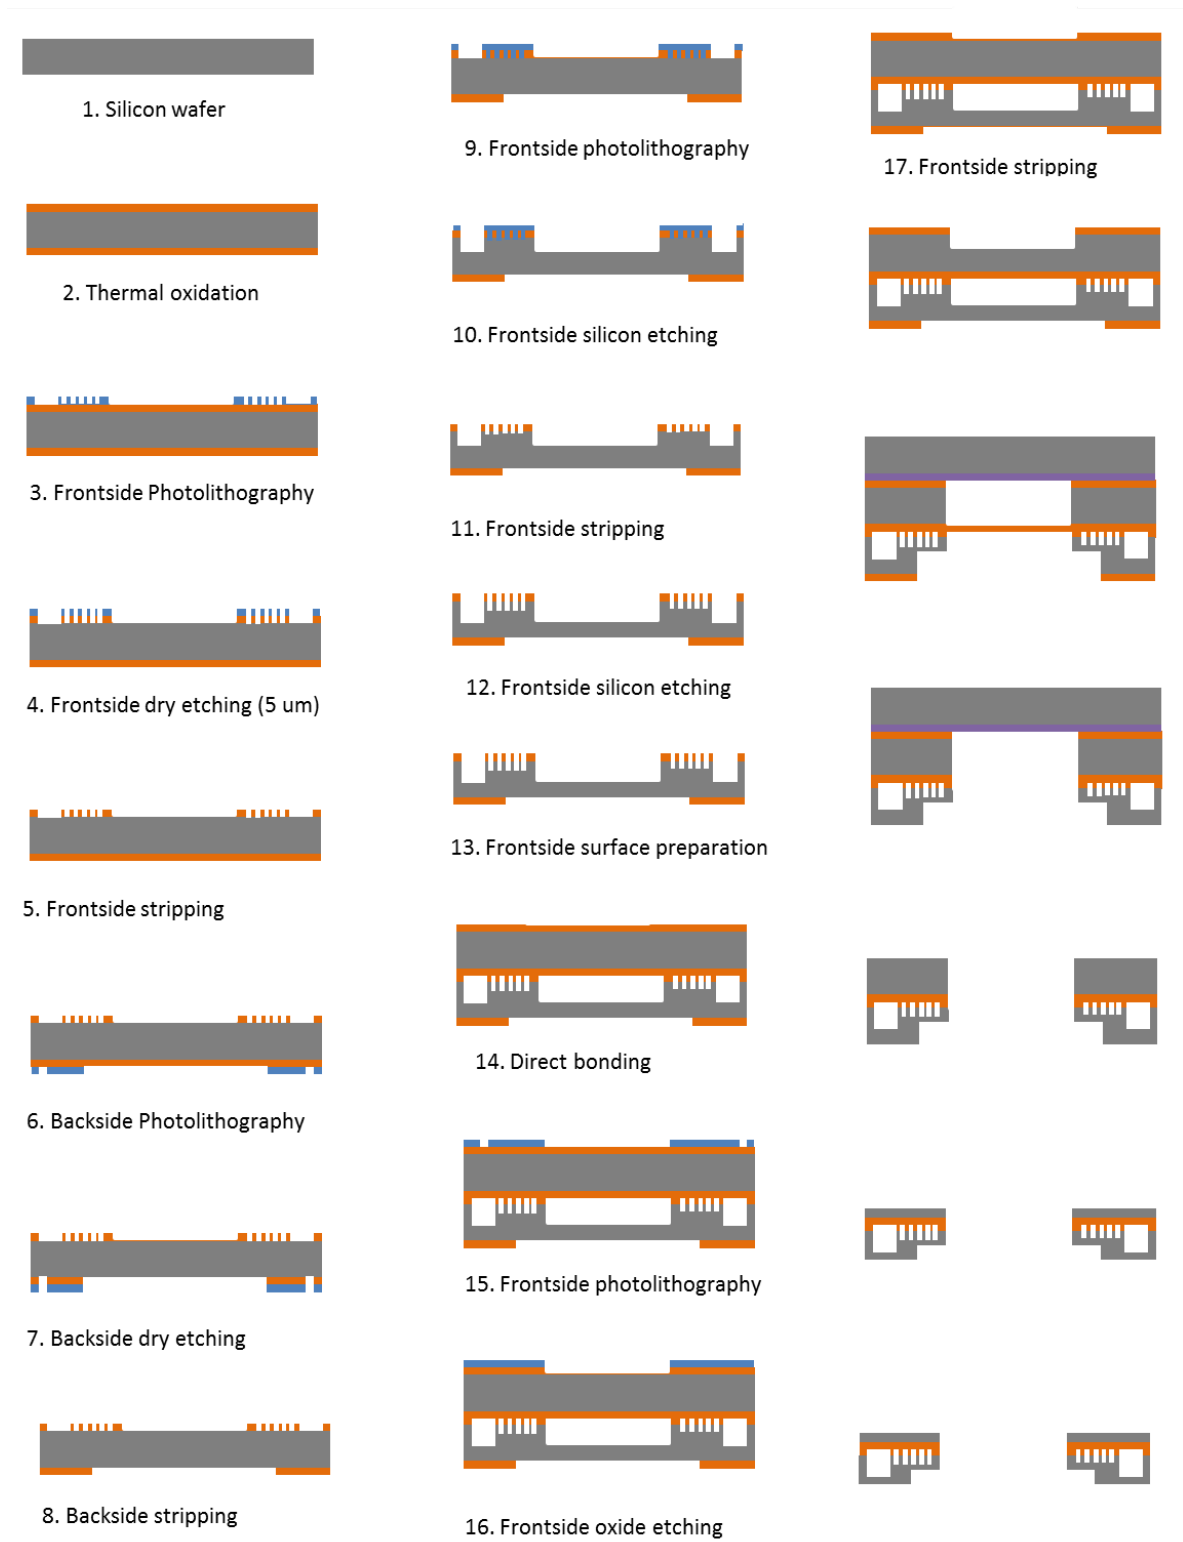 1. Silicon wafer
2. Thermal oxidation
3. Frontside Photolithography
4. Frontside dry etching (5 um)
5. Frontside stripping
6. Backside Photolithography
7. Backside dry etching
8. Backside stripping
9. Frontside photolithography
10. Frontside silicon etching
11. Frontside stripping
12. Frontside silicon etching
13. Frontside surface preparation
14. Direct bonding
15. Frontside photolithography
16. Frontside oxide etching
17. Frontside stripping